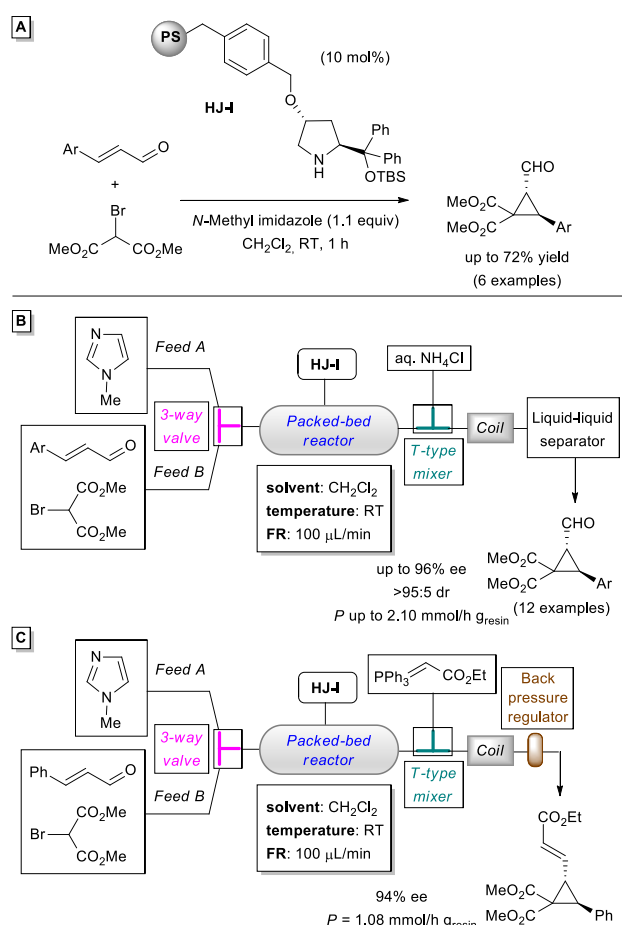 A
PS
(10 mol%)
O
HJ-I
Ph
Ph
N
H
OTBS
Ar
O
+
Br
MeO₂C
CO₂Me
N-Methyl imidazole (1.1 equiv)
CH₂Cl₂, RT, 1 h
CHO
MeO₂C
MeO₂C
Ar
up to 72% yield
(6 examples)
B
N
N
Me
Feed A
3-way
valve
Ar
O
Feed B
CO₂Me
Br
CO₂Me
HJ-I
Packed-bed
reactor
solvent: CH₂Cl₂
temperature: RT
FR: 100 μL/min
aq. NH₄Cl
T-type
mixer
Coil
Liquid-liquid
separator
CHO
MeO₂C
MeO₂C
Ar
up to 96% ee
>95:5 dr
P up to 2.10 mmol/h gresin
(12 examples)
C
N
N
Me
Feed A
3-way
valve
Ph
O
Feed B
CO₂Me
Br
CO₂Me
HJ-I
Packed-bed
reactor
solvent: CH₂Cl₂
temperature: RT
FR: 100 μL/min
PPh₃
CO₂Et
T-type
mixer
Coil
Back
pressure
regulator
CO₂Et
MeO₂C
MeO₂C
Ph
94% ee
P = 1.08 mmol/h gresin